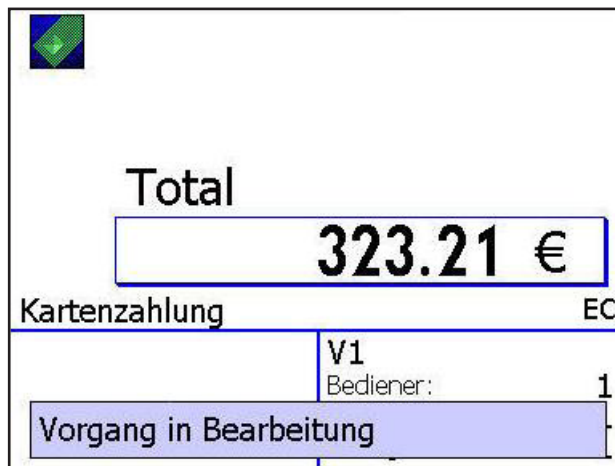 Total
323.21 €
Kartenzahlung EC
V1
Bediener: 1
Vorgang in Bearbeitung